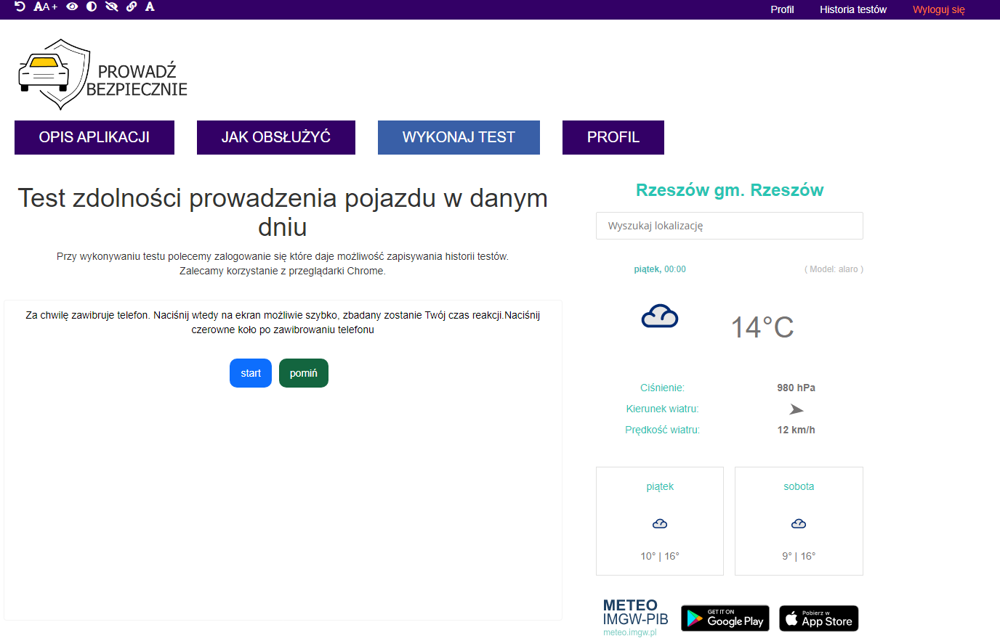 AA+ A
Profil Historia testów Wyloguj się
PROWADŹ
BEZPIECZNIE
OPIS APLIKACJI JAK OBSŁUŻYĆ WYKONAJ TEST PROFIL
Test zdolności prowadzenia pojazdu w danym
dniu
Przy wykonywaniu testu polecemy zalogowanie się które daje możliwość zapisywania historii testów.
Zalecamy korzystanie z przeglądarki Chrome.
Za chwilę zawibruje telefon. Naciśnij wtedy na ekran możliwie szybko, zbadany zostanie Twój czas reakcji.Naciśnij
czerowne koło po zawibrowaniu telefonu
start pomiń
Rzeszów gm. Rzeszów
Wyszukaj lokalizację
piątek, 00:00 ( Model: alaro )
14°C
Ciśnienie: 980 hPa
Kierunek wiatru:
Prędkość wiatru: 12 km/h
piątek sobota
10° | 16° 9° | 16°
METEO
IMGW-PIB
meteo.imgw.pl
GET IT ON
Google Play
Pobierz w
App Store